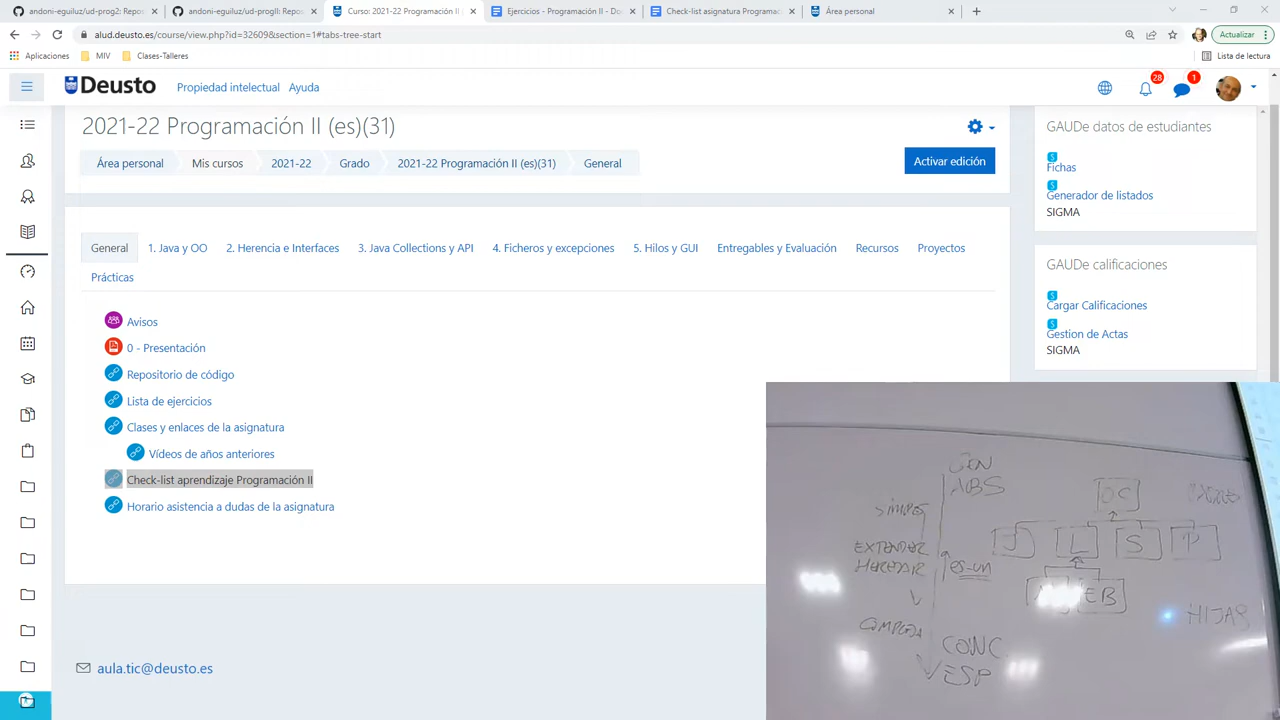 andoni-eguiluz/ud-prog2: Repos
andoni-eguiluz/ud-progII: Repos
Curso: 2021-22 Programación II (
Ejercicios - Programación II - Do
Check-list asignatura Programac
Área personal
alud.deusto.es/course/view.php?id=32609&section=1#tabs-tree-start
Actualizar
Aplicaciones
MIV
Clases-Talleres
Lista de lectura
Deusto
Propiedad intelectual
Ayuda
28
1
2021-22 Programación II (es)(31)
Área personal
Mis cursos
2021-22
Grado
2021-22 Programación II (es)(31)
General
Activar edición
General
1. Java y OO
2. Herencia e Interfaces
3. Java Collections y API
4. Ficheros y excepciones
5. Hilos y GUI
Entregables y Evaluación
Recursos
Proyectos
Prácticas
Avisos
0 - Presentación
Repositorio de código
Lista de ejercicios
Clases y enlaces de la asignatura
Vídeos de años anteriores
Check-list aprendizaje Programación II
Horario asistencia a dudas de la asignatura
aula.tic@deusto.es
GAUDe datos de estudiantes
Fichas
Generador de listados
SIGMA
GAUDe calificaciones
Cargar Calificaciones
Gestion de Actas
SIGMA
GEN
ABS
OC
EXTENDER
HEREDAR
es-un
J
L
S
P
EB
HIJAS
CONC
ESP